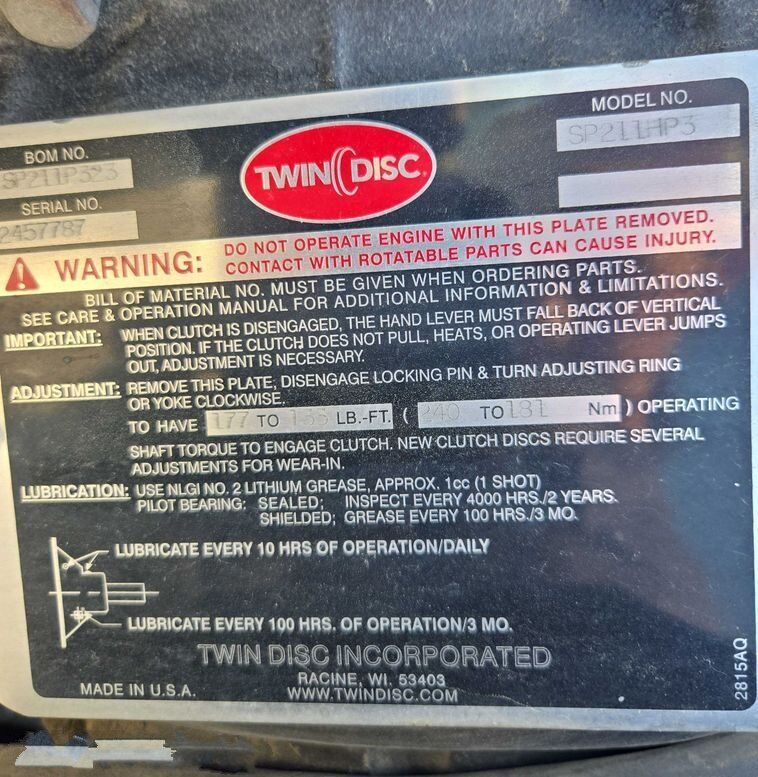 MODEL NO.
SP211HP3
BOM NO.
SP211P323
TWIN DISC
SERIAL NO.
2457787
WARNING: DO NOT OPERATE ENGINE WITH THIS PLATE REMOVED.
CONTACT WITH ROTATABLE PARTS CAN CAUSE INJURY.
BILL OF MATERIAL NO. MUST BE GIVEN WHEN ORDERING PARTS.
SEE CARE & OPERATION MANUAL FOR ADDITIONAL INFORMATION & LIMITATIONS.
IMPORTANT: WHEN CLUTCH IS DISENGAGED, THE HAND LEVER MUST FALL BACK OF VERTICAL
POSITION. IF THE CLUTCH DOES NOT PULL, HEATS, OR OPERATING LEVER JUMPS
OUT, ADJUSTMENT IS NECESSARY.
ADJUSTMENT: REMOVE THIS PLATE, DISENGAGE LOCKING PIN & TURN ADJUSTING RING
OR YOKE CLOCKWISE.
TO HAVE 177 TO LB.-FT. ( 240 TO 181 Nm.) OPERATING
SHAFT TORQUE TO ENGAGE CLUTCH. NEW CLUTCH DISCS REQUIRE SEVERAL
ADJUSTMENTS FOR WEAR-IN.
LUBRICATION: USE NLGI NO. 2 LITHIUM GREASE, APPROX. 1cc (1 SHOT)
PILOT BEARING: SEALED; INSPECT EVERY 4000 HRS./2 YEARS.
SHIELDED; GREASE EVERY 100 HRS./3 MO.
LUBRICATE EVERY 10 HRS OF OPERATION/DAILY
LUBRICATE EVERY 100 HRS. OF OPERATION/3 MO.
TWIN DISC INCORPORATED
RACINE, WI. 53403
MADE IN U.S.A.
WWW.TWINDISC.COM
2815AQ